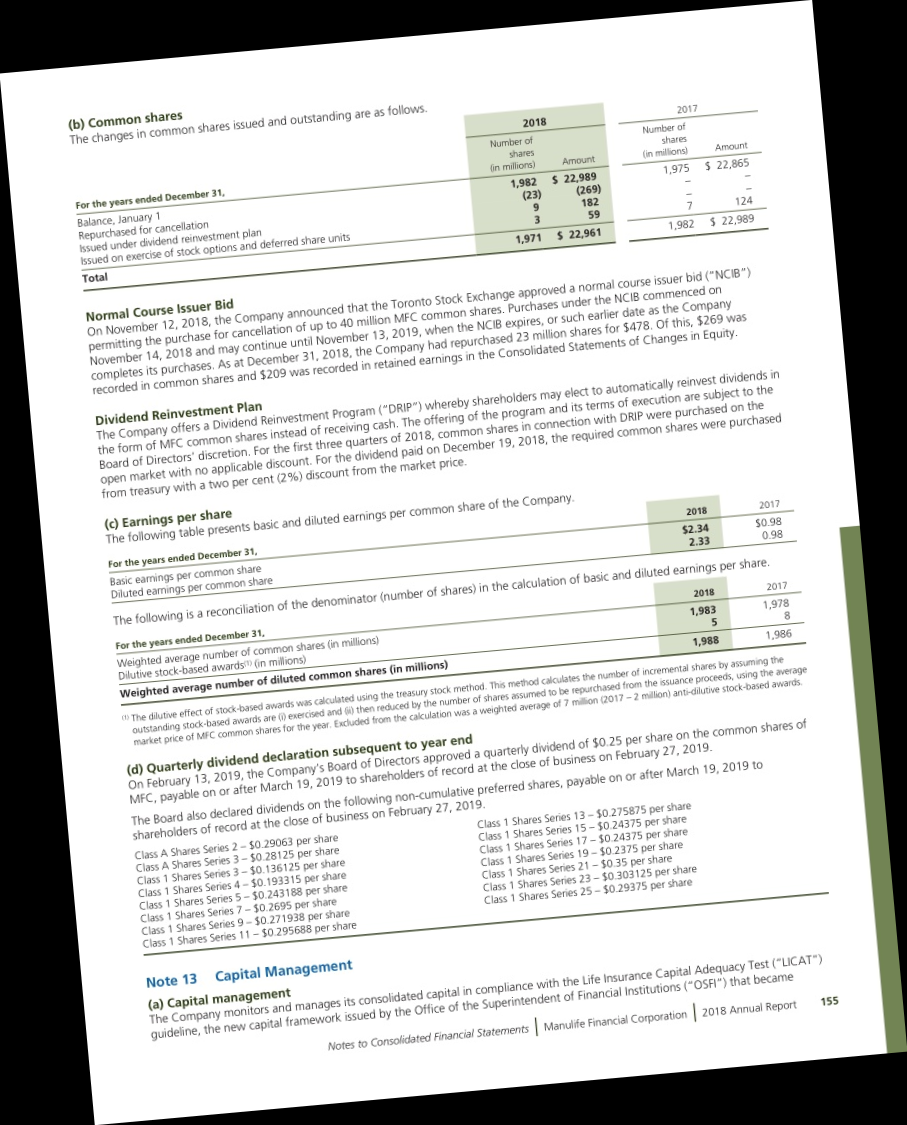 (b) Common shares
The changes in common shares issued and outstanding are as follows.
2018 2017
Number of shares (in millions) Amount Number of shares (in millions) Amount
For the years ended December 31,
Balance, January 1 1,982 $ 22,989 1,975 $ 22,865
Repurchased for cancellation (23) (269) – –
Issued under dividend reinvestment plan 9 182 – –
Issued on exercise of stock options and deferred share units 3 59 7 124
Total 1,971 $ 22,961 1,982 $ 22,989
Normal Course Issuer Bid
On November 12, 2018, the Company announced that the Toronto Stock Exchange approved a normal course issuer bid (“NCIB”)
permitting the purchase for cancellation of up to 40 million MFC common shares. Purchases under the NCIB commenced on
November 14, 2018 and may continue until November 13, 2019, when the NCIB expires, or such earlier date as the Company
completes its purchases. As at December 31, 2018, the Company had repurchased 23 million shares for $478. Of this, $269 was
recorded in common shares and $209 was recorded in retained earnings in the Consolidated Statements of Changes in Equity.
Dividend Reinvestment Plan
The Company offers a Dividend Reinvestment Program (“DRIP”) whereby shareholders may elect to automatically reinvest dividends in
the form of MFC common shares instead of receiving cash. The offering of the program and its terms of execution are subject to the
Board of Directors’ discretion. For the first three quarters of 2018, common shares in connection with DRIP were purchased on the
open market with no applicable discount. For the dividend paid on December 19, 2018, the required common shares were purchased
from treasury with a two per cent (2%) discount from the market price.
(c) Earnings per share
The following table presents basic and diluted earnings per common share of the Company.
For the years ended December 31, 2018 2017
Basic earnings per common share $2.34 $0.98
Diluted earnings per common share 2.33 0.98
The following is a reconciliation of the denominator (number of shares) in the calculation of basic and diluted earnings per share.
For the years ended December 31, 2018 2017
Weighted average number of common shares (in millions) 1,983 1,978
Dilutive stock-based awards(1) (in millions) 5 8
Weighted average number of diluted common shares (in millions) 1,988 1,986
(1) The dilutive effect of stock-based awards was calculated using the treasury stock method. This method calculates the number of incremental shares by assuming the
outstanding stock-based awards are (i) exercised and (ii) then reduced by the number of shares assumed to be repurchased from the issuance proceeds, using the average
market price of MFC common shares for the year. Excluded from the calculation was a weighted average of 7 million (2017 – 2 million) anti-dilutive stock-based awards.
(d) Quarterly dividend declaration subsequent to year end
On February 13, 2019, the Company’s Board of Directors approved a quarterly dividend of $0.25 per share on the common shares of
MFC, payable on or after March 19, 2019 to shareholders of record at the close of business on February 27, 2019.
The Board also declared dividends on the following non-cumulative preferred shares, payable on or after March 19, 2019 to
shareholders of record at the close of business on February 27, 2019.
Class A Shares Series 2 – $0.29063 per share
Class A Shares Series 3 – $0.28125 per share
Class 1 Shares Series 3 – $0.136125 per share
Class 1 Shares Series 4 – $0.193315 per share
Class 1 Shares Series 5 – $0.243188 per share
Class 1 Shares Series 7 – $0.2695 per share
Class 1 Shares Series 9 – $0.271938 per share
Class 1 Shares Series 11 – $0.295688 per share
Class 1 Shares Series 13 – $0.275875 per share
Class 1 Shares Series 15 – $0.24375 per share
Class 1 Shares Series 17 – $0.24375 per share
Class 1 Shares Series 19 – $0.2375 per share
Class 1 Shares Series 21 – $0.35 per share
Class 1 Shares Series 23 – $0.303125 per share
Class 1 Shares Series 25 – $0.29375 per share
Note 13 Capital Management
(a) Capital management
The Company monitors and manages its consolidated capital in compliance with the Life Insurance Capital Adequacy Test (“LICAT”)
guideline, the new capital framework issued by the Office of the Superintendent of Financial Institutions (“OSFI”) that became
Notes to Consolidated Financial Statements | Manulife Financial Corporation | 2018 Annual Report 155